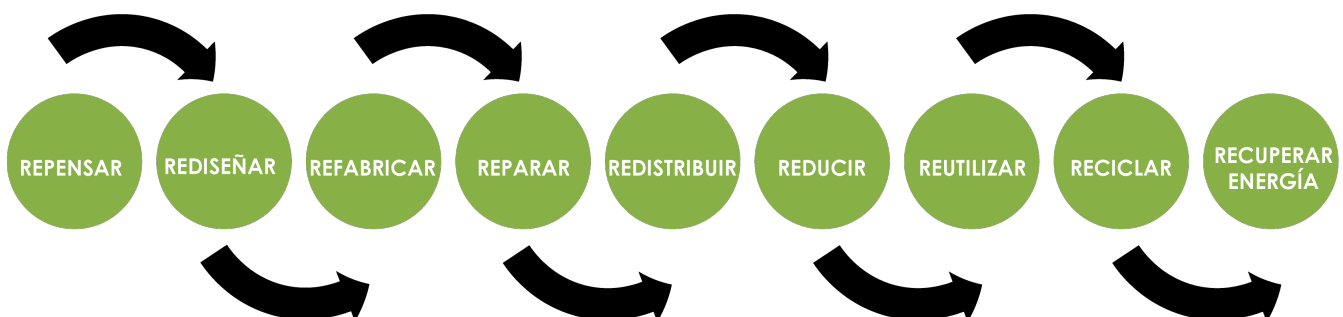 REPENSAR
REDISEÑAR
REFABRICAR
REPARAR
REDISTRIBUIR
REDUCIR
REUTILIZAR
RECICLAR
RECUPERAR
ENERGÍA